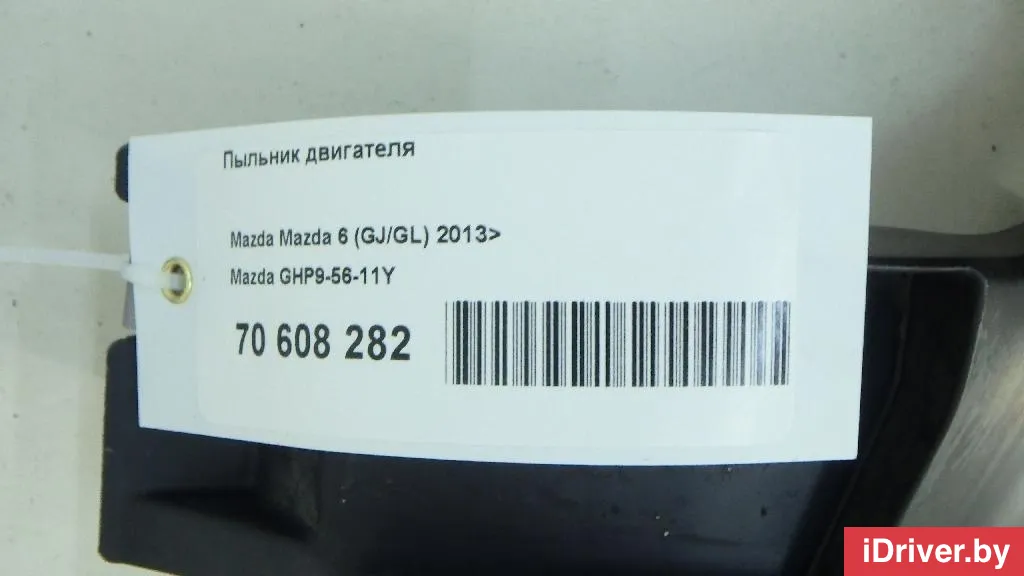 Пыльник двигателя
Mazda Mazda 6 (GJ/GL) 2013>
Mazda GHP9-56-11Y
70 608 282
iDriver.by